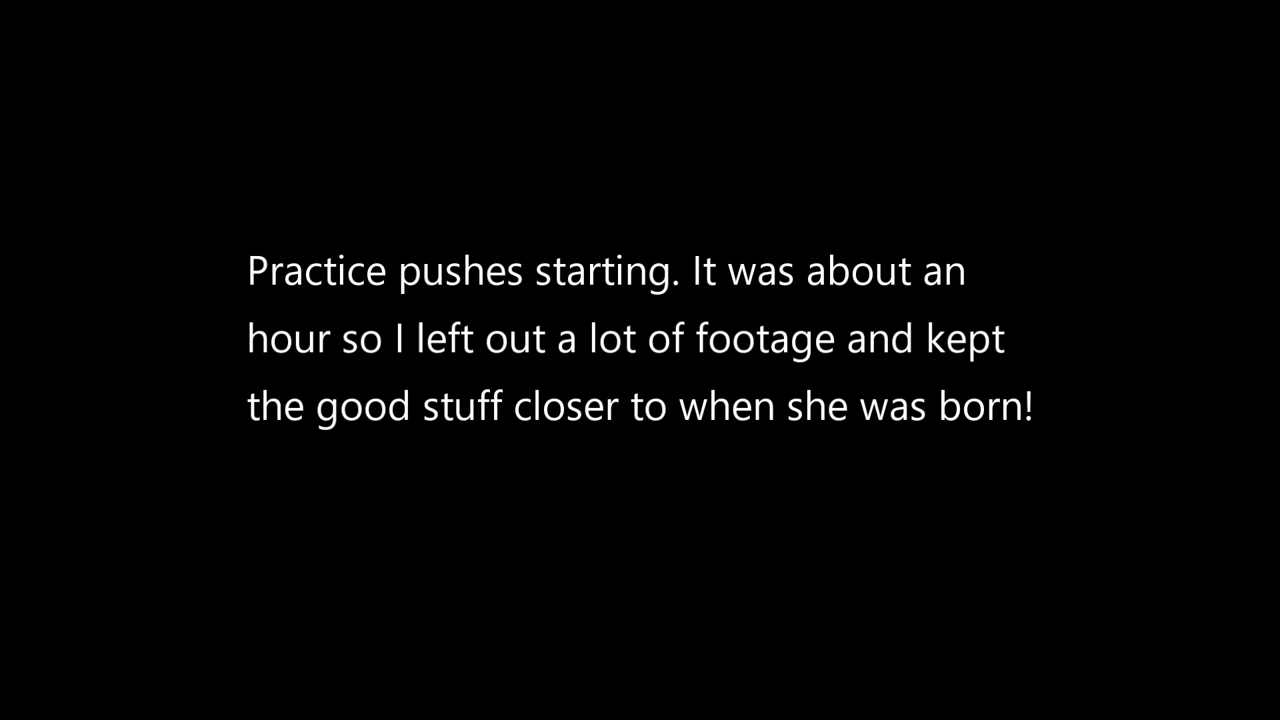 Practice pushes starting. It was about an
hour so I left out a lot of footage and kept
the good stuff closer to when she was born!